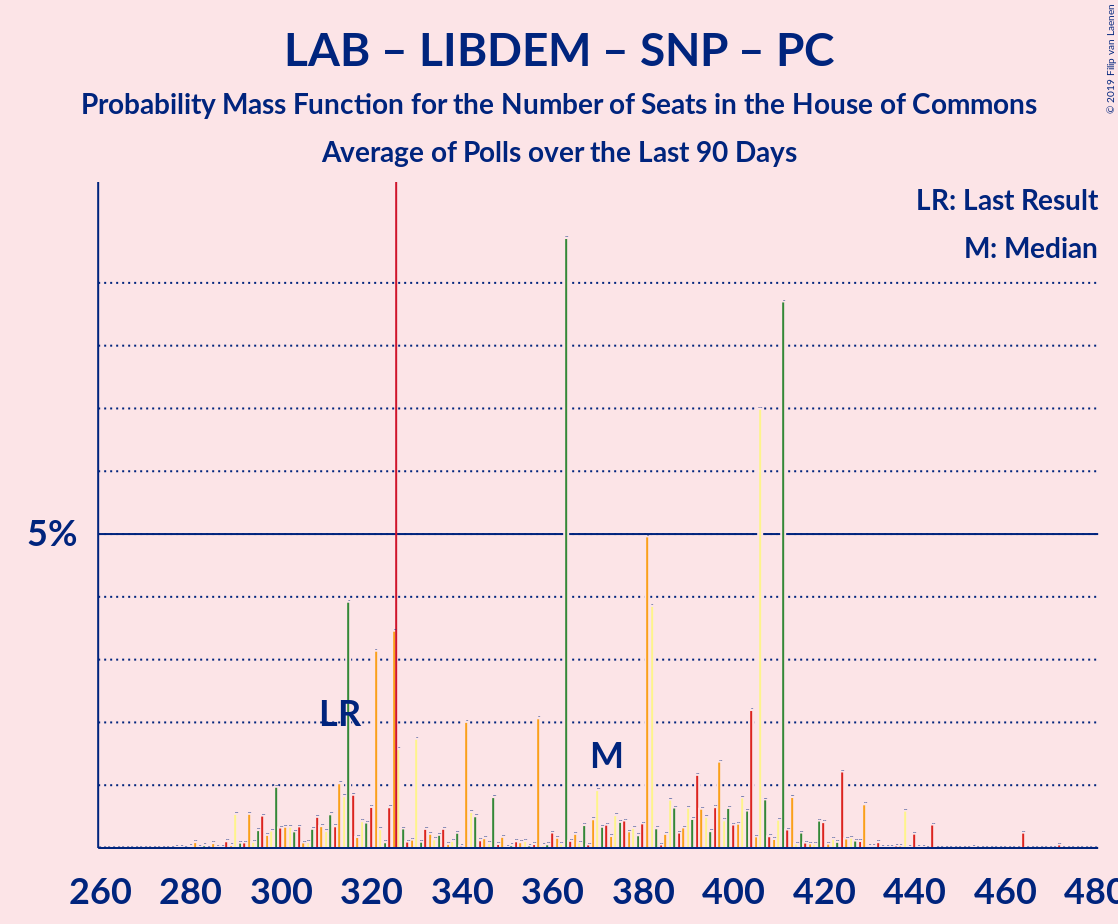 LAB – LIBDEM – SNP – PC
Probability Mass Function for the Number of Seats in the House of Commons
Average of Polls over the Last 90 Days
© 2019 Filip van Laenen
LR: Last Result
M: Median
5%
LR
M
260 280 300 320 340 360 380 400 420 440 460 480